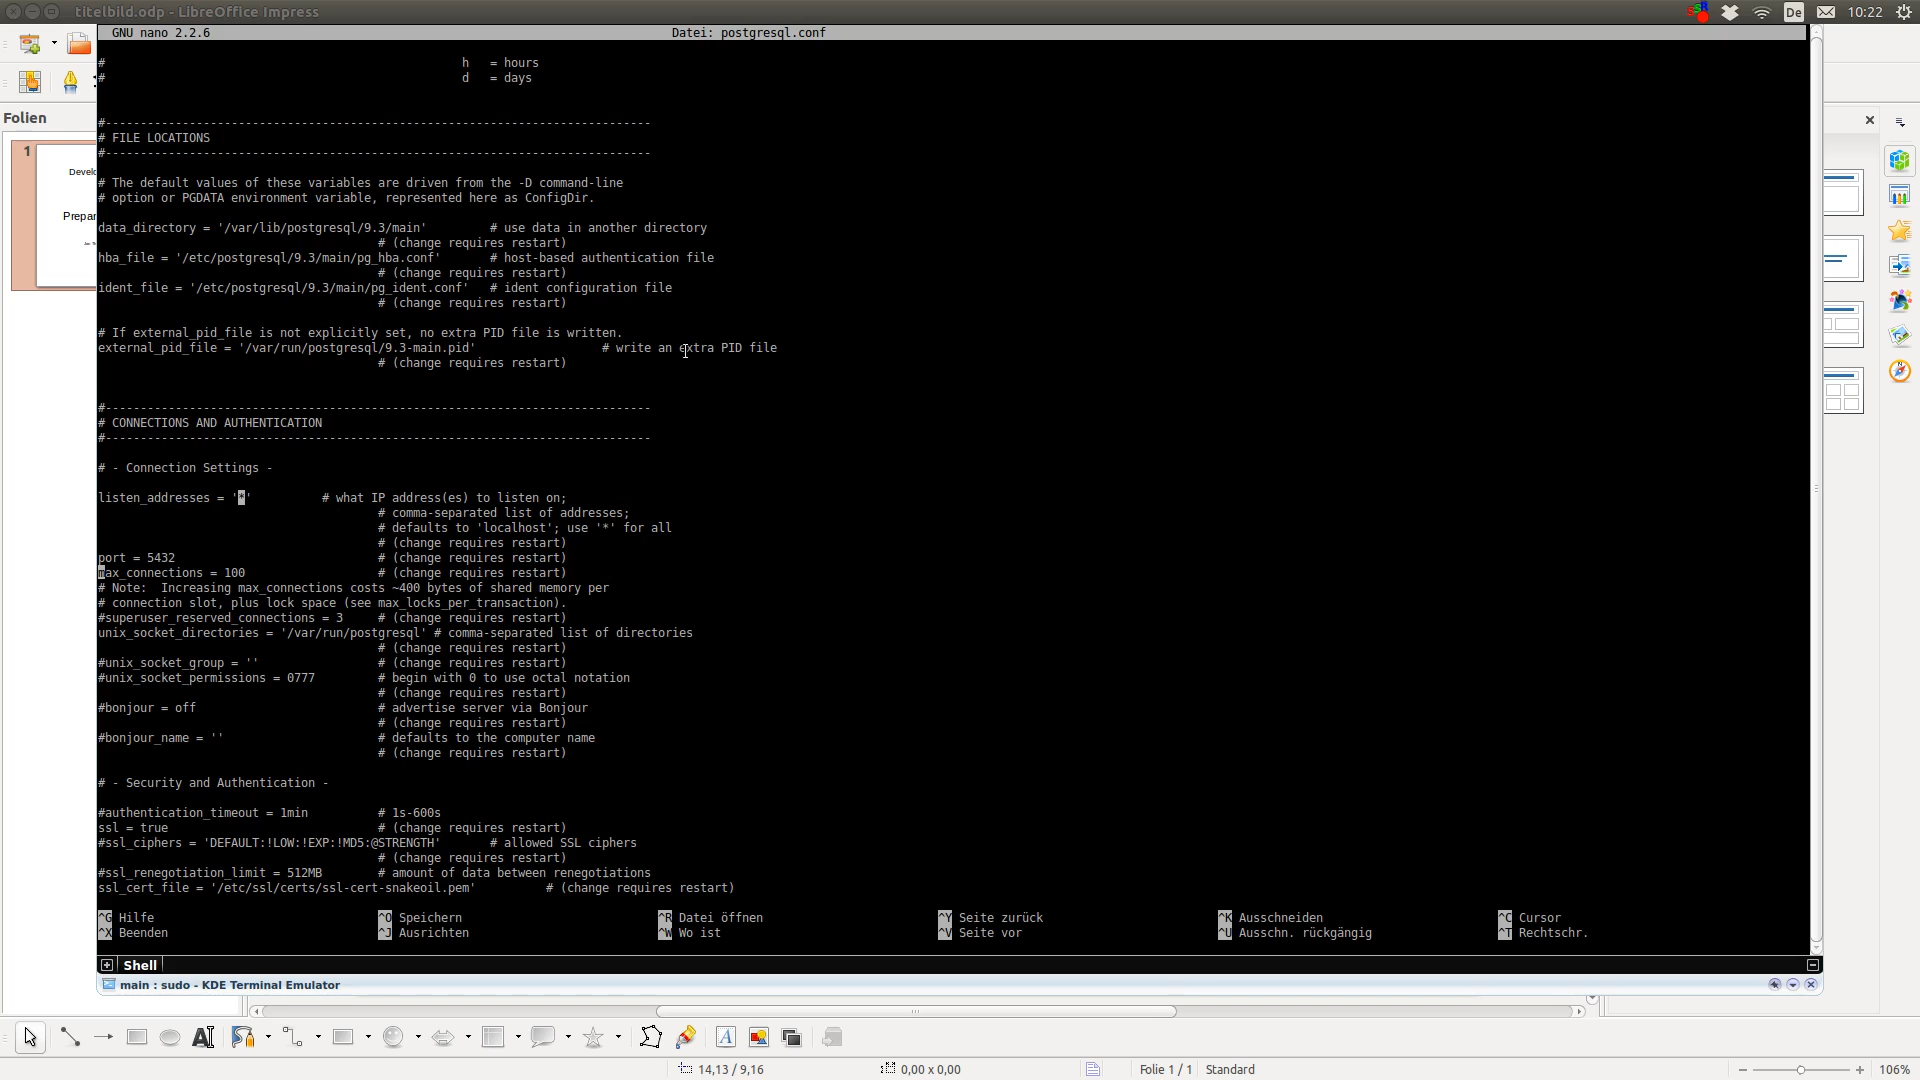 titelbild.odp - LibreOffice Impress
De
10:22
GNU nano 2.2.6 Datei: postgresql.conf
# h = hours
# d = days
#------------------------------------------------------------------------------
# FILE LOCATIONS
#------------------------------------------------------------------------------
# The default values of these variables are driven from the -D command-line
# option or PGDATA environment variable, represented here as ConfigDir.
data_directory = '/var/lib/postgresql/9.3/main' # use data in another directory
# (change requires restart)
hba_file = '/etc/postgresql/9.3/main/pg_hba.conf' # host-based authentication file
# (change requires restart)
ident_file = '/etc/postgresql/9.3/main/pg_ident.conf' # ident configuration file
# (change requires restart)
# If external_pid_file is not explicitly set, no extra PID file is written.
external_pid_file = '/var/run/postgresql/9.3-main.pid' # write an extra PID file
# (change requires restart)
#------------------------------------------------------------------------------
# CONNECTIONS AND AUTHENTICATION
#------------------------------------------------------------------------------
# - Connection Settings -
listen_addresses = '*' # what IP address(es) to listen on;
# comma-separated list of addresses;
# defaults to 'localhost'; use '*' for all
# (change requires restart)
port = 5432 # (change requires restart)
max_connections = 100 # (change requires restart)
# Note:  Increasing max_connections costs ~400 bytes of shared memory per
# connection slot, plus lock space (see max_locks_per_transaction).
#superuser_reserved_connections = 3 # (change requires restart)
unix_socket_directories = '/var/run/postgresql' # comma-separated list of directories
# (change requires restart)
#unix_socket_group = '' # (change requires restart)
#unix_socket_permissions = 0777 # begin with 0 to use octal notation
# (change requires restart)
#bonjour = off # advertise server via Bonjour
# (change requires restart)
#bonjour_name = '' # defaults to the computer name
# (change requires restart)
# - Security and Authentication -
#authentication_timeout = 1min # 1s-600s
ssl = true # (change requires restart)
#ssl_ciphers = 'DEFAULT:!LOW:!EXP:!MD5:@STRENGTH' # allowed SSL ciphers
# (change requires restart)
#ssl_renegotiation_limit = 512MB # amount of data between renegotiations
ssl_cert_file = '/etc/ssl/certs/ssl-cert-snakeoil.pem' # (change requires restart)
^G Hilfe ^O Speichern ^R Datei öffnen ^Y Seite zurück ^K Ausschneiden ^C Cursor
^X Beenden ^J Ausrichten ^W Wo ist ^V Seite vor ^U Ausschn. rückgängig ^T Rechtschr.
Shell
main : sudo - KDE Terminal Emulator
Folien
1
Develo
Prepar
14,13 / 9,16 0,00 x 0,00 Folie 1 / 1 Standard 106%